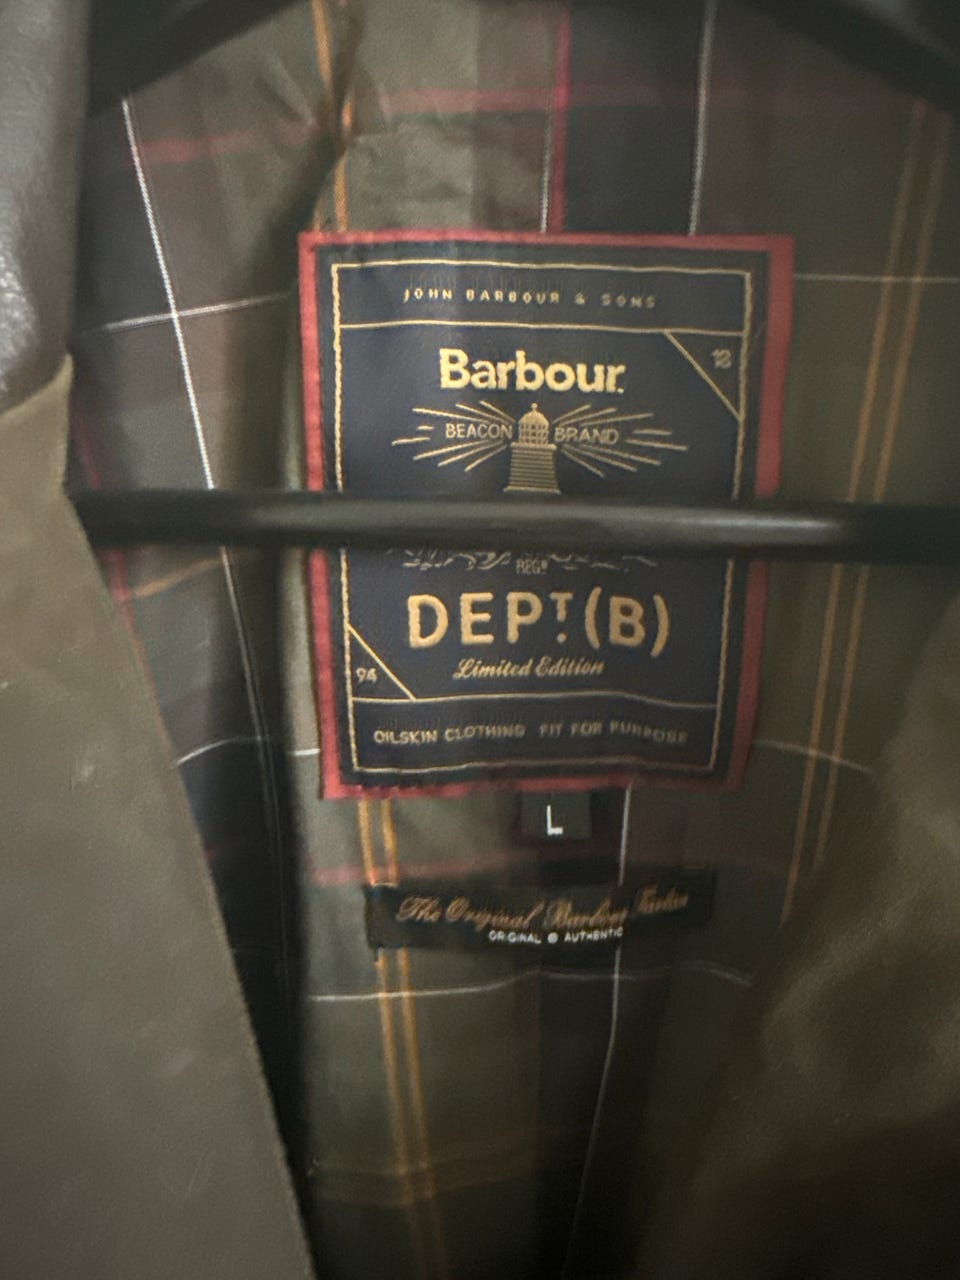 JOHN BARBOUR & SONS
18
Barbour
BEACON BRAND
REGD
DEPT(B)
Limited Edition
94
OILSKIN CLOTHING FIT FOR PURPOSE
L
The Original Barbour Tartan
ORIGINAL @ AUTHENTIC